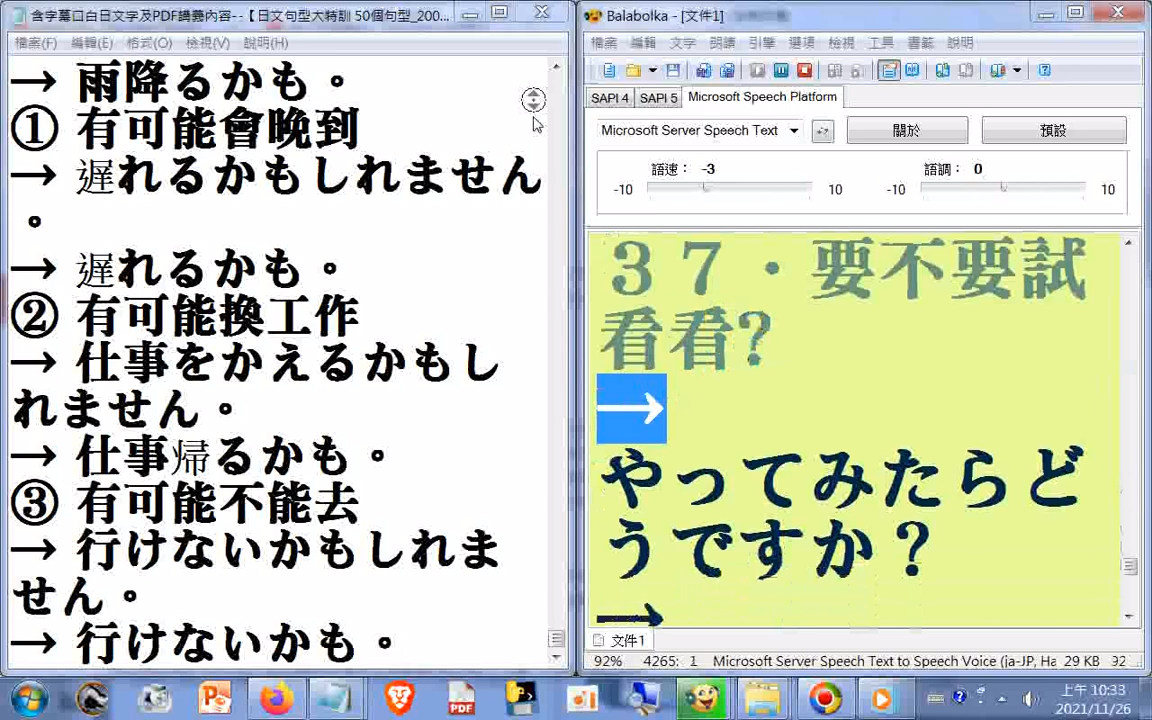 含字幕口白日文字及PDF講義內容--【日文句型大特訓 50個句型_200...
檔案(F) 編輯(E) 格式(O) 檢視(V) 說明(H)
→ 雨降るかも。
① 有可能會晚到
→ 遅れるかもしれません
。
→ 遅れるかも。
② 有可能換工作
→ 仕事をかえるかもし
れません。
→ 仕事帰るかも。
③ 有可能不能去
→ 行けないかもしれま
せん。
→ 行けないかも。
Balabolka - [文件1]
檔案 編輯 文字 朗讀 引擎 選項 檢視 工具 書籤 說明
SAPI 4 SAPI 5 Microsoft Speech Platform
Microsoft Server Speech Text 關於 預設
語速： -3 語調： 0
-10 10 -10 10
３７．要不要試
看看?
→
やってみたらど
うですか？
→
文件1
92% 4265: 1 Microsoft Server Speech Text to Speech Voice (ja-JP, Ha 29 KB 32
PDF
上午 10:33
2021/11/26